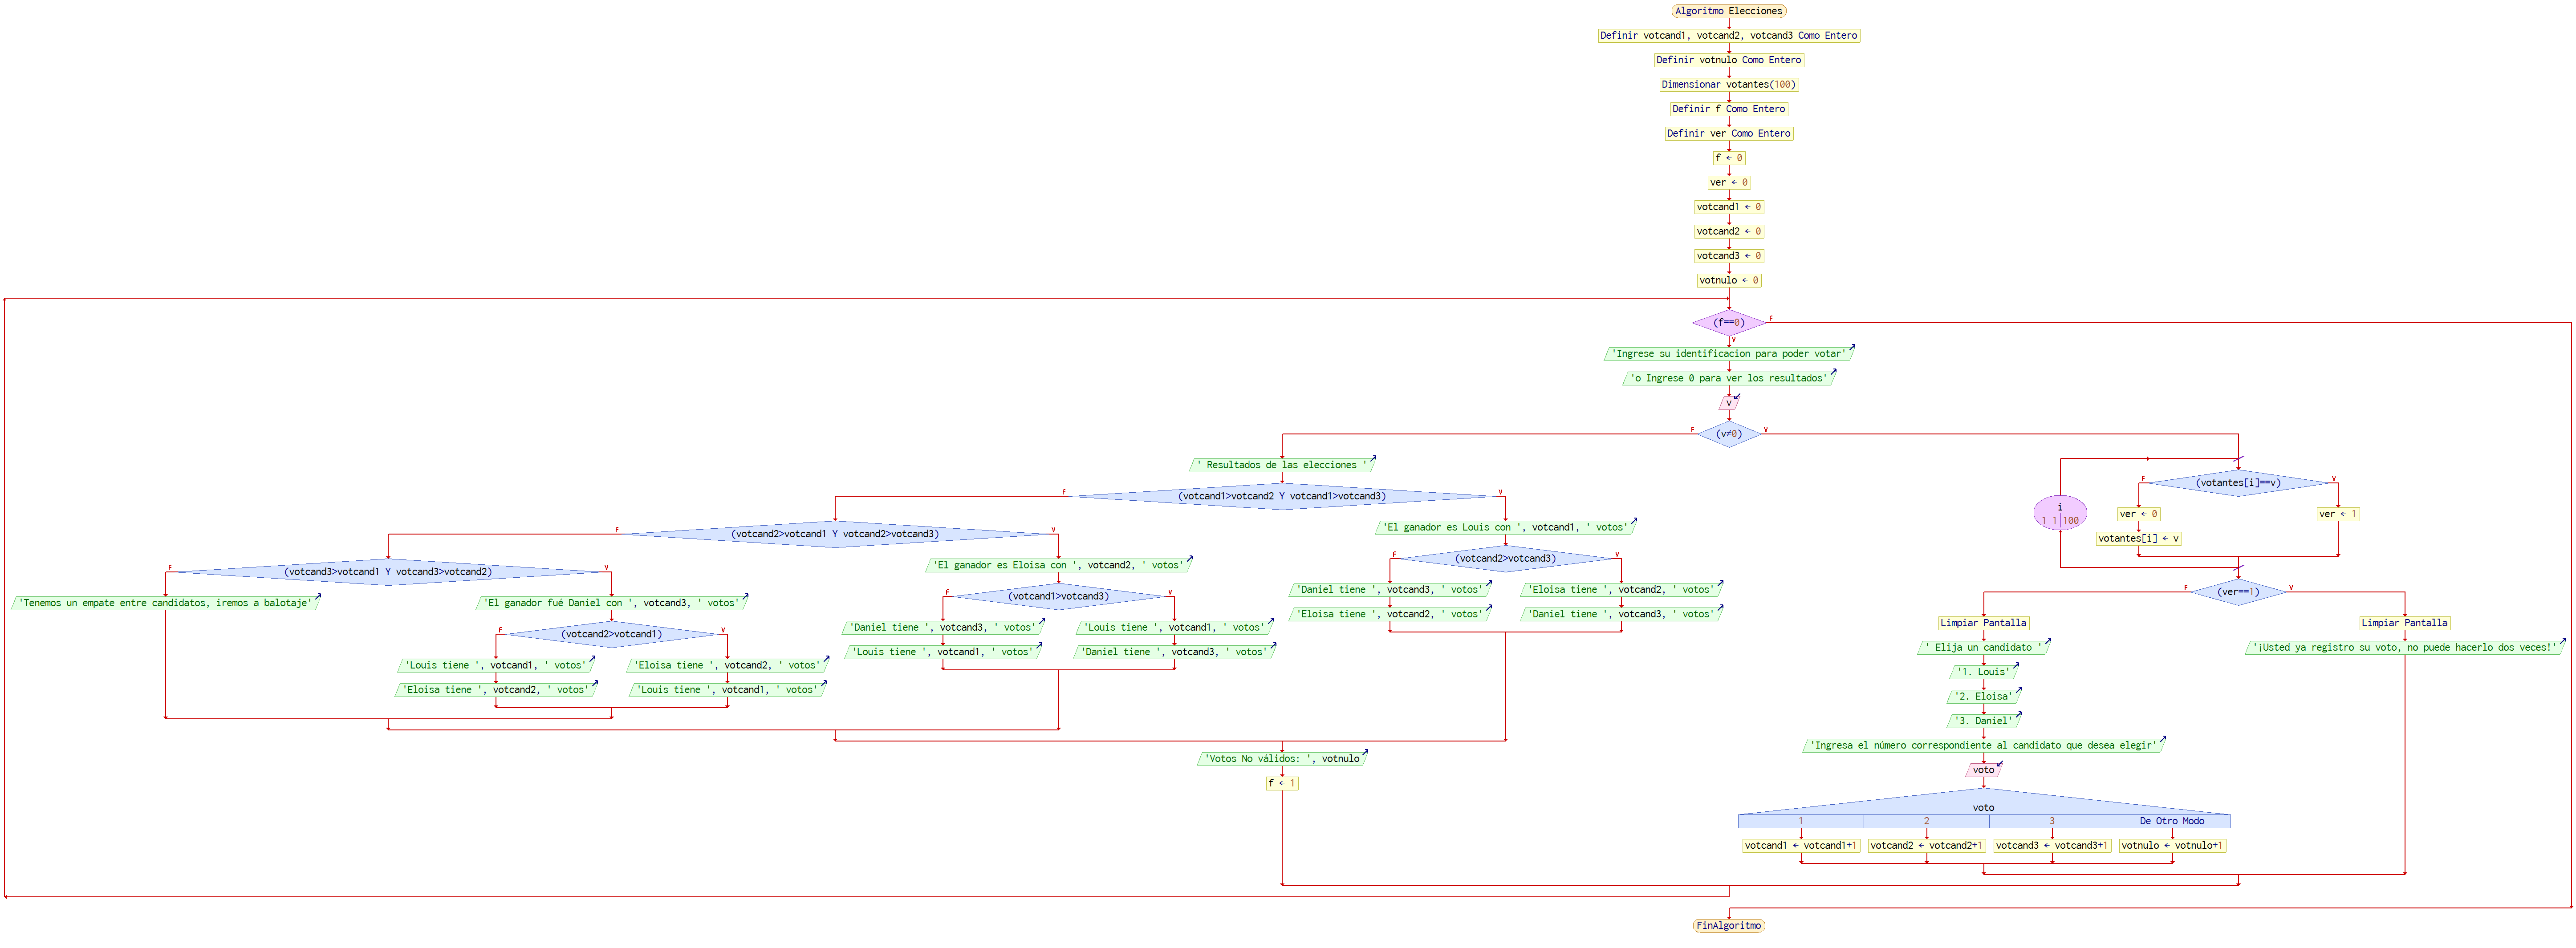 Algoritmo Elecciones
Definir votcand1, votcand2, votcand3 Como Entero
Definir votnulo Como Entero
Dimensionar votantes(100)
Definir f Como Entero
Definir ver Como Entero
f ← 0
ver ← 0
votcand1 ← 0
votcand2 ← 0
votcand3 ← 0
votnulo ← 0
(f==0)
F
V
'Ingrese su identificacion para poder votar'
'o Ingrese 0 para ver los resultados'
v
(v≠0)
F
V
' Resultados de las elecciones '
(votcand1>votcand2 Y votcand1>votcand3)
F
V
(votcand2>votcand1 Y votcand2>votcand3)
F
V
(votcand3>votcand1 Y votcand3>votcand2)
F
V
'Tenemos un empate entre candidatos, iremos a balotaje'
'El ganador fué Daniel con ', votcand3, ' votos'
(votcand2>votcand1)
F
V
'Louis tiene ', votcand1, ' votos'
'Eloisa tiene ', votcand2, ' votos'
'Eloisa tiene ', votcand2, ' votos'
'Louis tiene ', votcand1, ' votos'
'El ganador es Eloisa con ', votcand2, ' votos'
(votcand1>votcand3)
F
V
'Daniel tiene ', votcand3, ' votos'
'Louis tiene ', votcand1, ' votos'
'Louis tiene ', votcand1, ' votos'
'Daniel tiene ', votcand3, ' votos'
'El ganador es Louis con ', votcand1, ' votos'
(votcand2>votcand3)
F
V
'Daniel tiene ', votcand3, ' votos'
'Eloisa tiene ', votcand2, ' votos'
'Eloisa tiene ', votcand2, ' votos'
'Daniel tiene ', votcand3, ' votos'
'Votos No válidos: ', votnulo
f ← 1
i
1 1 100
(votantes[i]==v)
F
V
ver ← 0
votantes[i] ← v
ver ← 1
(ver==1)
F
V
Limpiar Pantalla
' Elija un candidato '
'1. Louis'
'2. Eloisa'
'3. Daniel'
'Ingresa el número correspondiente al candidato que desea elegir'
voto
voto
1 2 3 De Otro Modo
votcand1 ← votcand1+1
votcand2 ← votcand2+1
votcand3 ← votcand3+1
votnulo ← votnulo+1
Limpiar Pantalla
'¡Usted ya registro su voto, no puede hacerlo dos veces!'
FinAlgoritmo